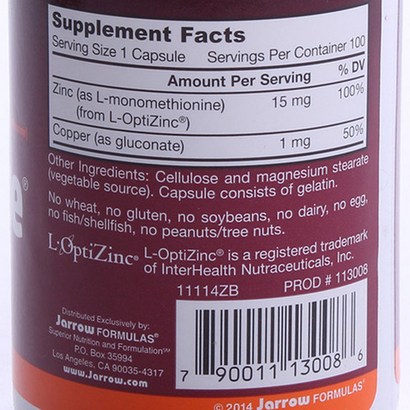 Supplement Facts
Serving Size 1 Capsule Servings Per Container 100
Amount Per Serving % DV
Zinc (as L-monomethionine) 15 mg 100%
(from L-OptiZinc®)
Copper (as gluconate) 1 mg 50%
Other Ingredients: Cellulose and magnesium stearate
(vegetable source). Capsule consists of gelatin.
No wheat, no gluten, no soybeans, no dairy, no egg,
no fish/shellfish, no peanuts/tree nuts.
L-OptiZinc® L-OptiZinc® is a registered trademark
of InterHealth Nutraceuticals, Inc.
11114ZB PROD # 113008
Distributed Exclusively by:
Jarrow FORMULAS®
Superior Nutrition and Formulation™
P.O. Box 35994
Los Angeles, CA 90035-4317
www.Jarrow.com
7 90011 13008 6
© 2014 Jarrow FORMULAS®
e®